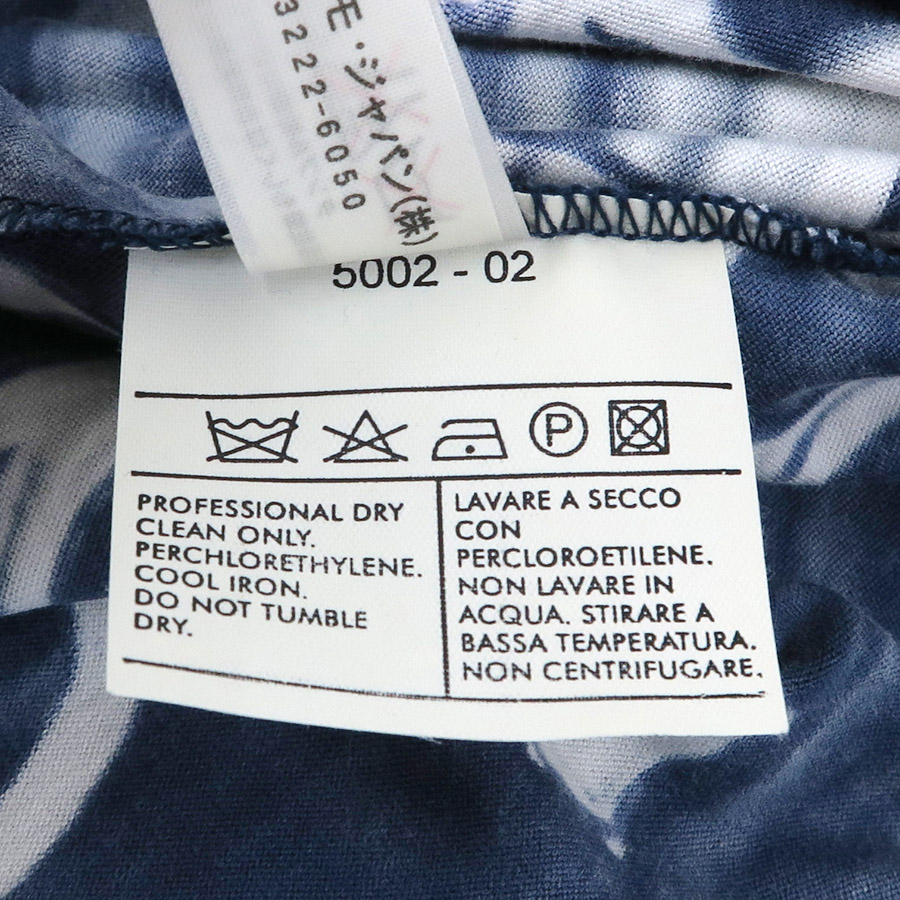 モ・ジャパン(株)
3222-6050
5002 - 02
P
PROFESSIONAL DRY
CLEAN ONLY.
PERCHLORETHYLENE.
COOL IRON.
DO NOT TUMBLE
DRY.
LAVARE A SECCO
CON
PERCLOROETILENE.
NON LAVARE IN
ACQUA. STIRARE A
BASSA TEMPERATURA.
NON CENTRIFUGARE.